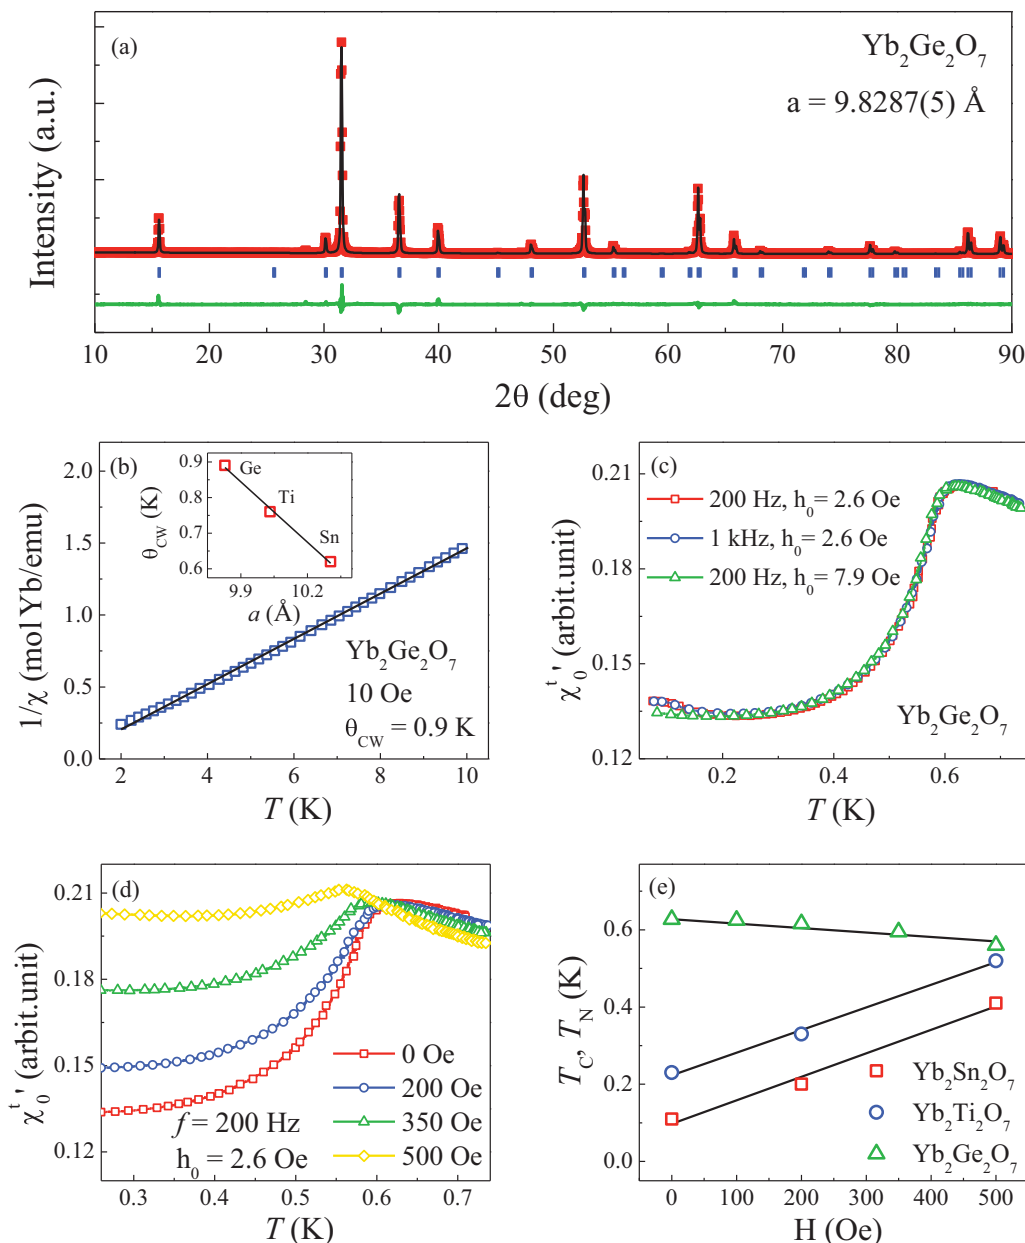 (a)
Yb₂Ge₂O₇
a = 9.8287(5) Å
Intensity (a.u.)
10 20 30 40 50 60 70 80 90
2θ (deg)
(b)
2.0
1.5
1.0
0.5
0.0
1/χ (mol Yb/emu)
0.9
0.8
0.7
0.6
θ_CW (K)
Ge
Ti
Sn
9.9 10.2
a (Å)
Yb₂Ge₂O₇
10 Oe
θ_CW = 0.9 K
2 4 6 8 10
T (K)
(c)
0.21
0.18
0.15
0.12
χ₀ᵗ' (arbit.unit)
200 Hz, h₀= 2.6 Oe
1 kHz, h₀= 2.6 Oe
200 Hz, h₀= 7.9 Oe
Yb₂Ge₂O₇
0.2 0.4 0.6
T (K)
(d)
0.21
0.18
0.15
0.12
χ₀ᵗ' (arbit.unit)
0 Oe
200 Oe
350 Oe
500 Oe
f = 200 Hz
h₀ = 2.6 Oe
0.3 0.4 0.5 0.6 0.7
T (K)
(e)
0.6
0.4
0.2
0.0
T_C, T_N (K)
Yb₂Sn₂O₇
Yb₂Ti₂O₇
Yb₂Ge₂O₇
0 100 200 300 400 500
H (Oe)